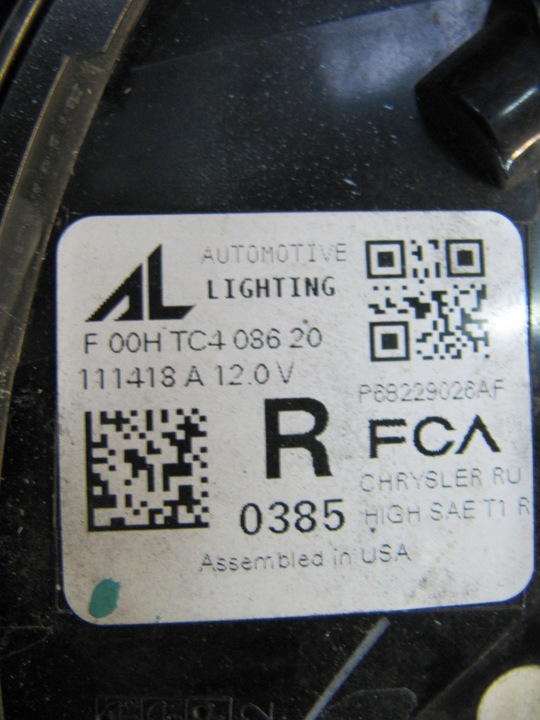 AL AUTOMOTIVE
LIGHTING
F 00H TC4 086 20
111418 A 12.0 V
P68229026AF
R FCA
CHRYSLER RU
0385 HIGH SAE T1 R
Assembled in USA